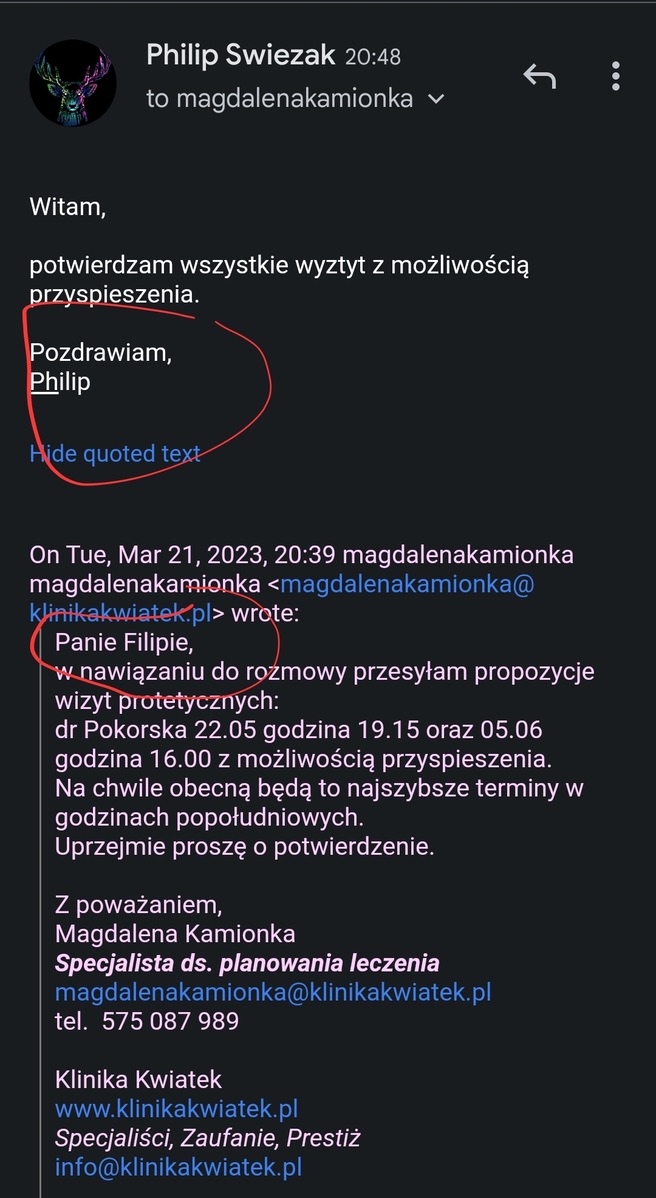 Philip Swiezak 20:48
to magdalenakamionka
Witam,
potwierdzam wszystkie wyztyt z możliwością
przyspieszenia.
Pozdrawiam,
Philip
Hide quoted text
On Tue, Mar 21, 2023, 20:39 magdalenakamionka
magdalenakamionka <magdalenakamionka@
klinikakwiatek.pl> wrote:
Panie Filipie,
w nawiązaniu do rozmowy przesyłam propozycje
wizyt protetycznych:
dr Pokorska 22.05 godzina 19.15 oraz 05.06
godzina 16.00 z możliwością przyspieszenia.
Na chwile obecną będą to najszybsze terminy w
godzinach popołudniowych.
Uprzejmie proszę o potwierdzenie.
Z poważaniem,
Magdalena Kamionka
Specjalista ds. planowania leczenia
magdalenakamionka@klinikakwiatek.pl
tel.  575 087 989
Klinika Kwiatek
www.klinikakwiatek.pl
Specjaliści, Zaufanie, Prestiż
info@klinikakwiatek.pl